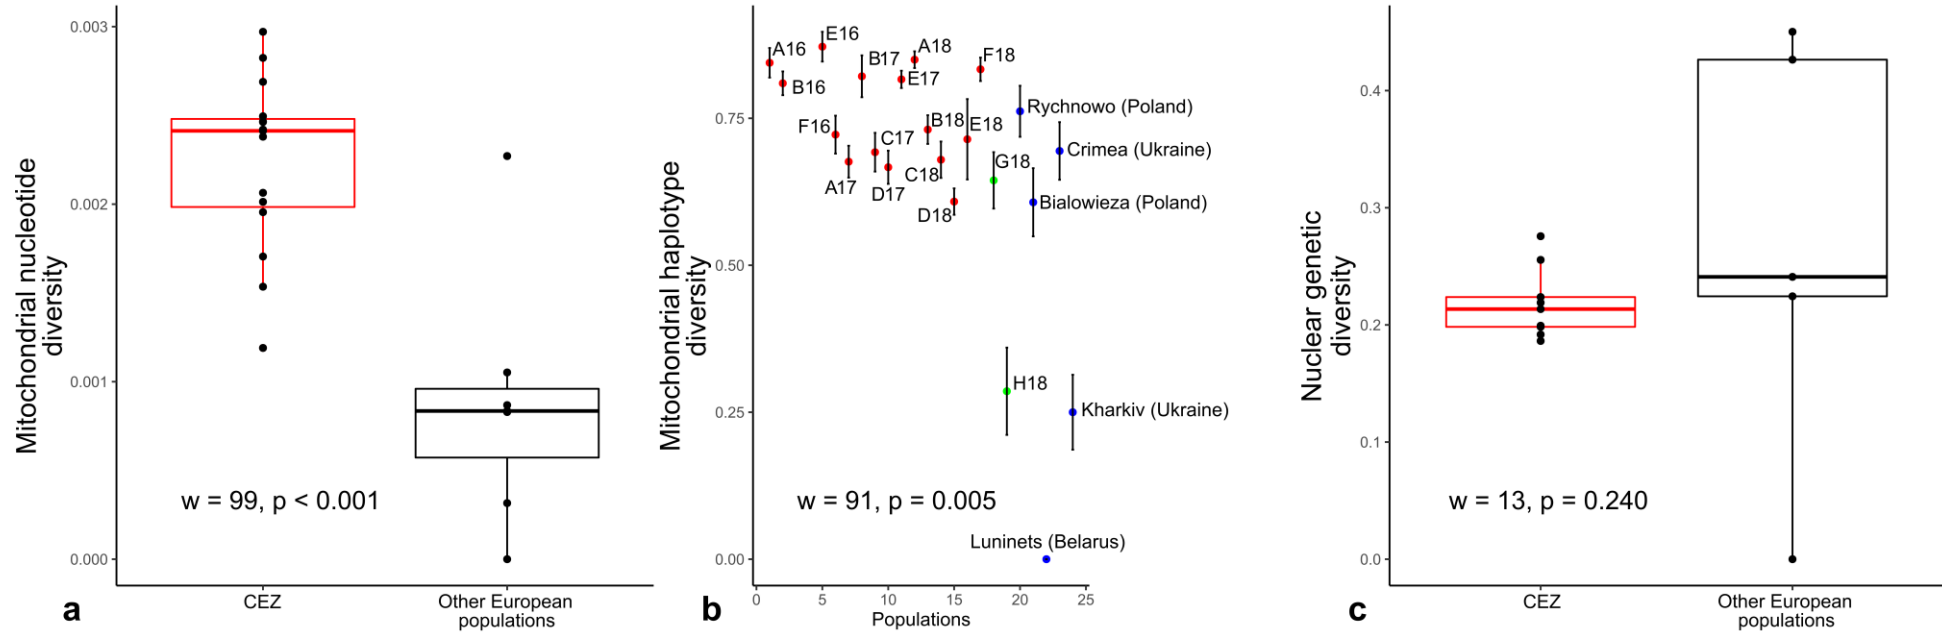 Mitochondrial nucleotide
diversity
0.003
0.002
0.001
0.000
w = 99, p < 0.001
CEZ
Other European
populations
a
Mitochondrial haplotype
diversity
0.75
0.50
0.25
0.00
A16
E16
B16
B17
A18
E17
F18
F16
A17
C17
D17
B18
C18
E18
D18
G18
H18
Rychnowo (Poland)
Crimea (Ukraine)
Bialowieza (Poland)
Kharkiv (Ukraine)
Luninets (Belarus)
w = 91, p = 0.005
0
5
10
15
20
25
Populations
b
Nuclear genetic
diversity
0.4
0.3
0.2
0.1
0.0
w = 13, p = 0.240
CEZ
Other European
populations
c